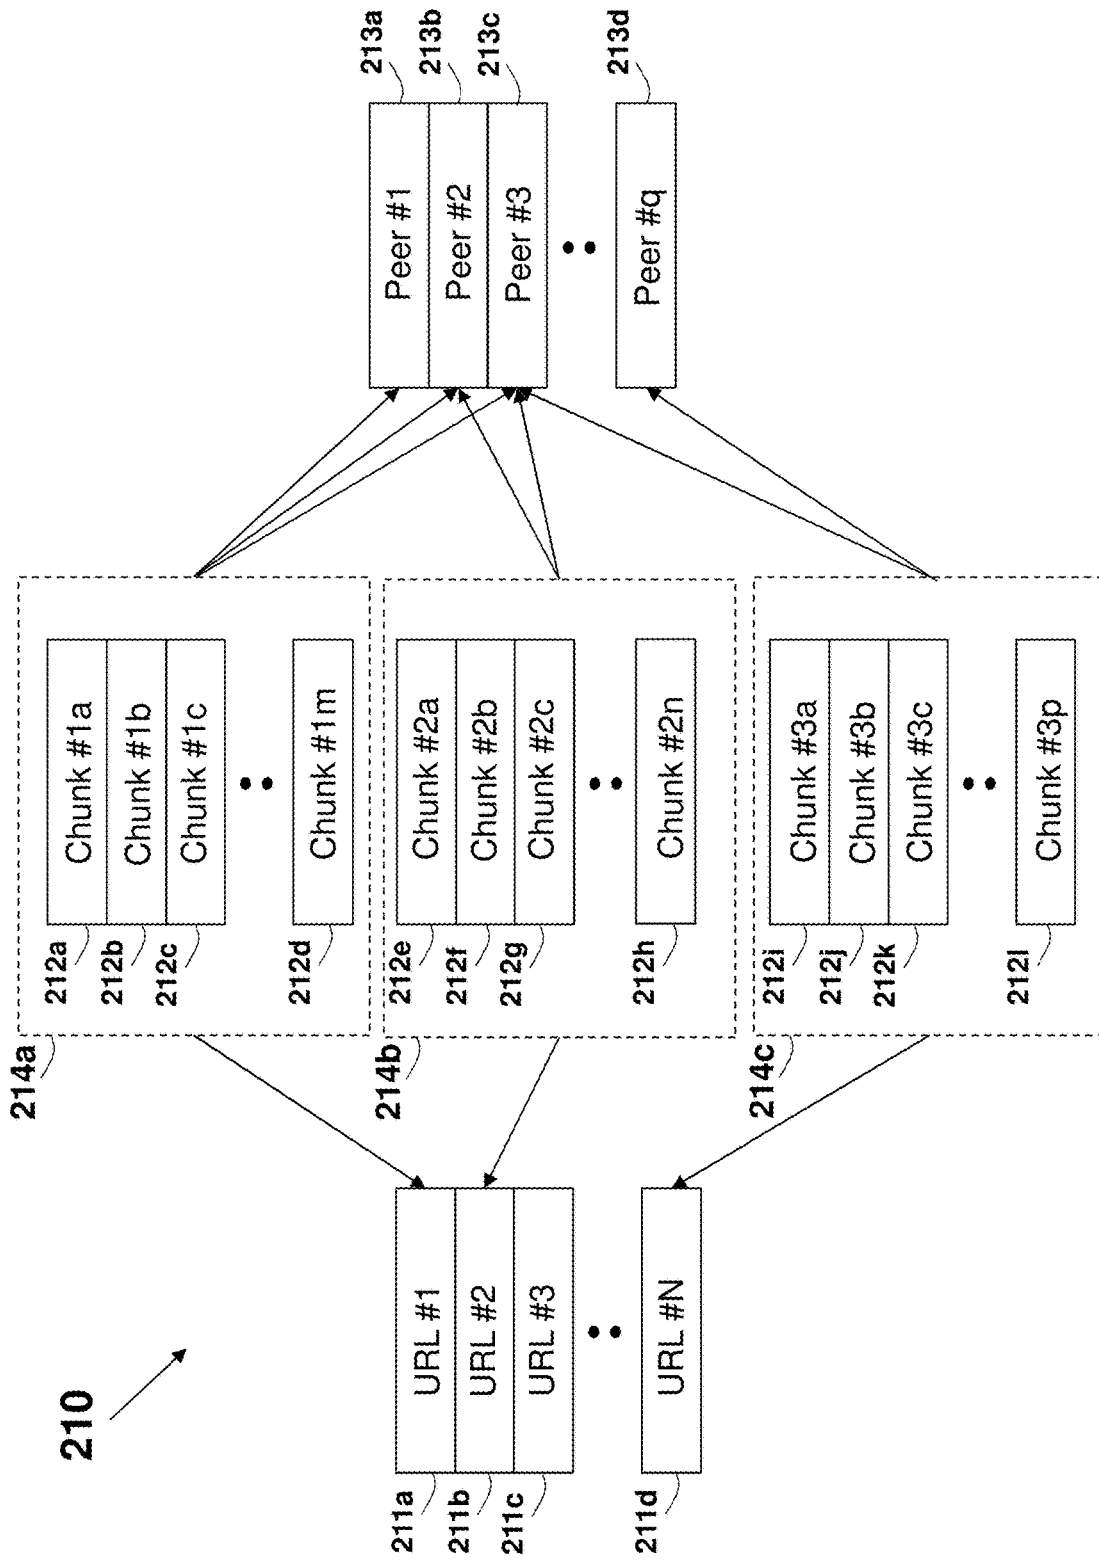 210
211a
URL #1
211b
URL #2
211c
URL #3
211d
URL #N
214a
212a
Chunk #1a
212b
Chunk #1b
212c
Chunk #1c
212d
Chunk #1m
214b
212e
Chunk #2a
212f
Chunk #2b
212g
Chunk #2c
212h
Chunk #2n
214c
212i
Chunk #3a
212j
Chunk #3b
212k
Chunk #3c
212l
Chunk #3p
213a
Peer #1
213b
Peer #2
213c
Peer #3
213d
Peer #q